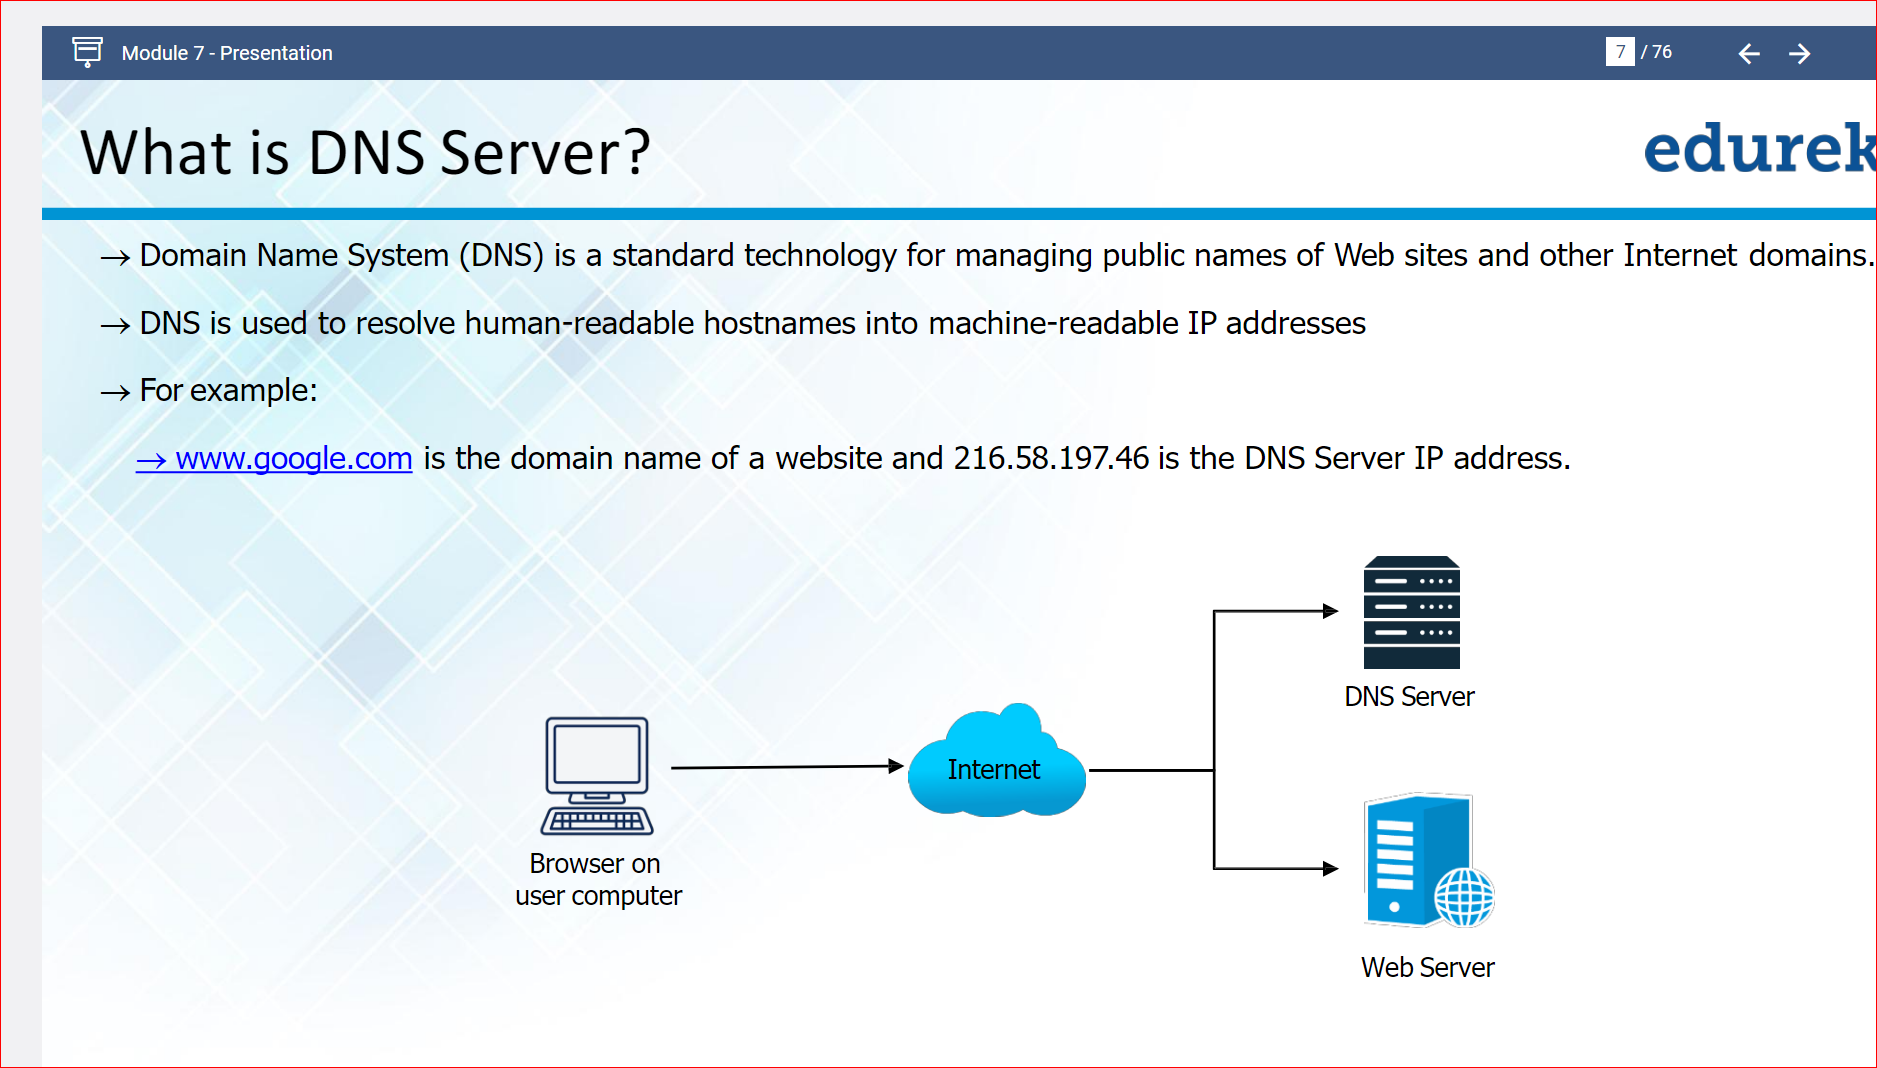 Module 7 - Presentation
7 / 76
What is DNS Server?
edurek
→ Domain Name System (DNS) is a standard technology for managing public names of Web sites and other Internet domains.
→ DNS is used to resolve human-readable hostnames into machine-readable IP addresses
→ For example:
→ www.google.com is the domain name of a website and 216.58.197.46 is the DNS Server IP address.
DNS Server
Internet
Browser on
user computer
Web Server